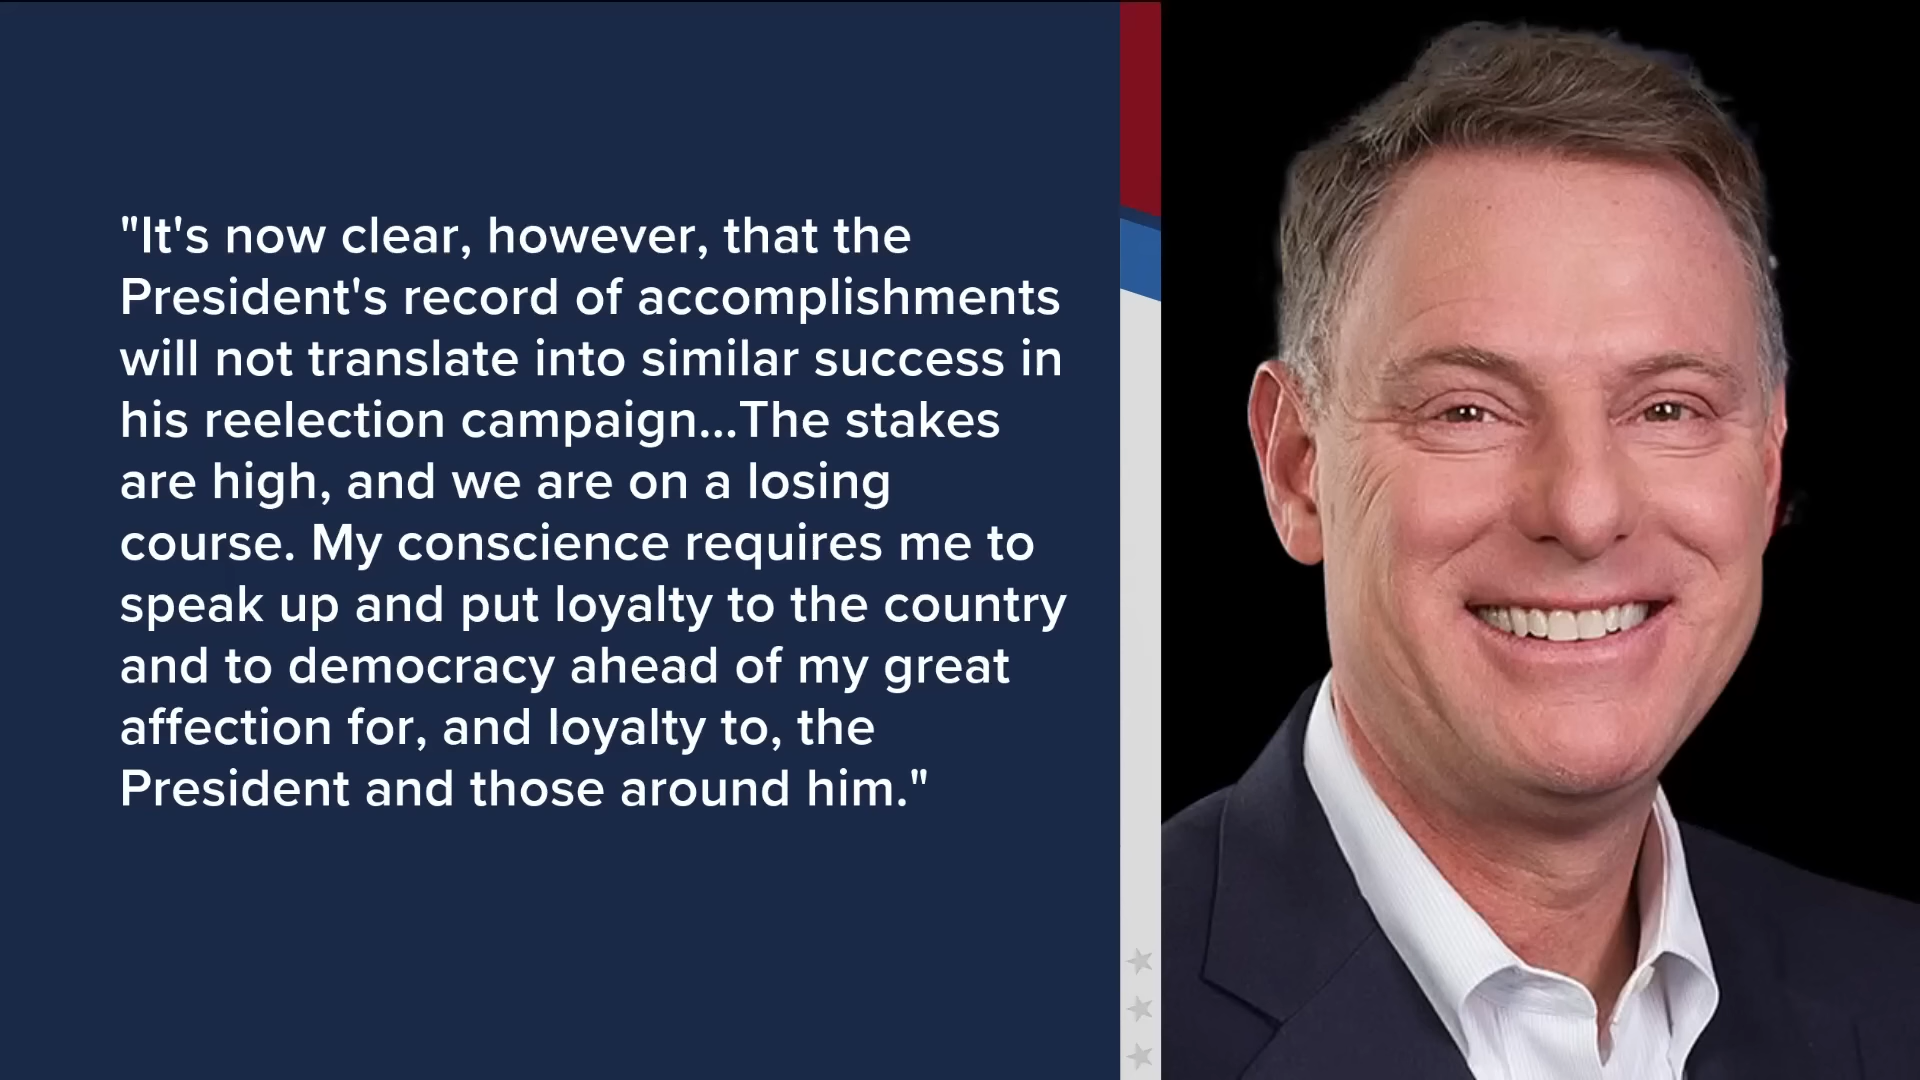 "It's now clear, however, that the
President's record of accomplishments
will not translate into similar success in
his reelection campaign...The stakes
are high, and we are on a losing
course. My conscience requires me to
speak up and put loyalty to the country
and to democracy ahead of my great
affection for, and loyalty to, the
President and those around him."